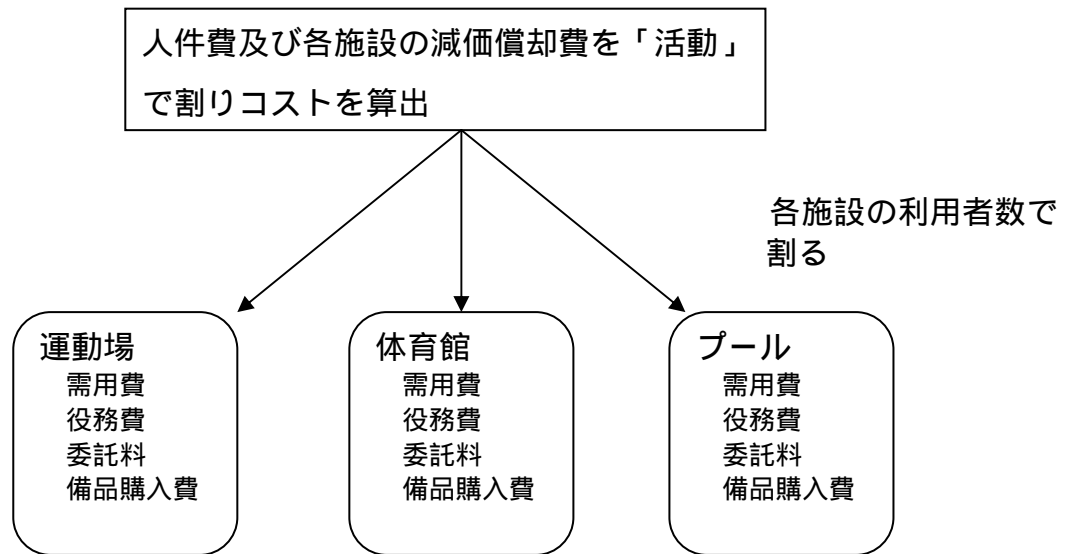 人件費及び各施設の減価償却費を「活動」
で割りコストを算出
各施設の利用者数で
割る
運動場
需用費
役務費
委託料
備品購入費
体育館
需用費
役務費
委託料
備品購入費
プール
需用費
役務費
委託料
備品購入費